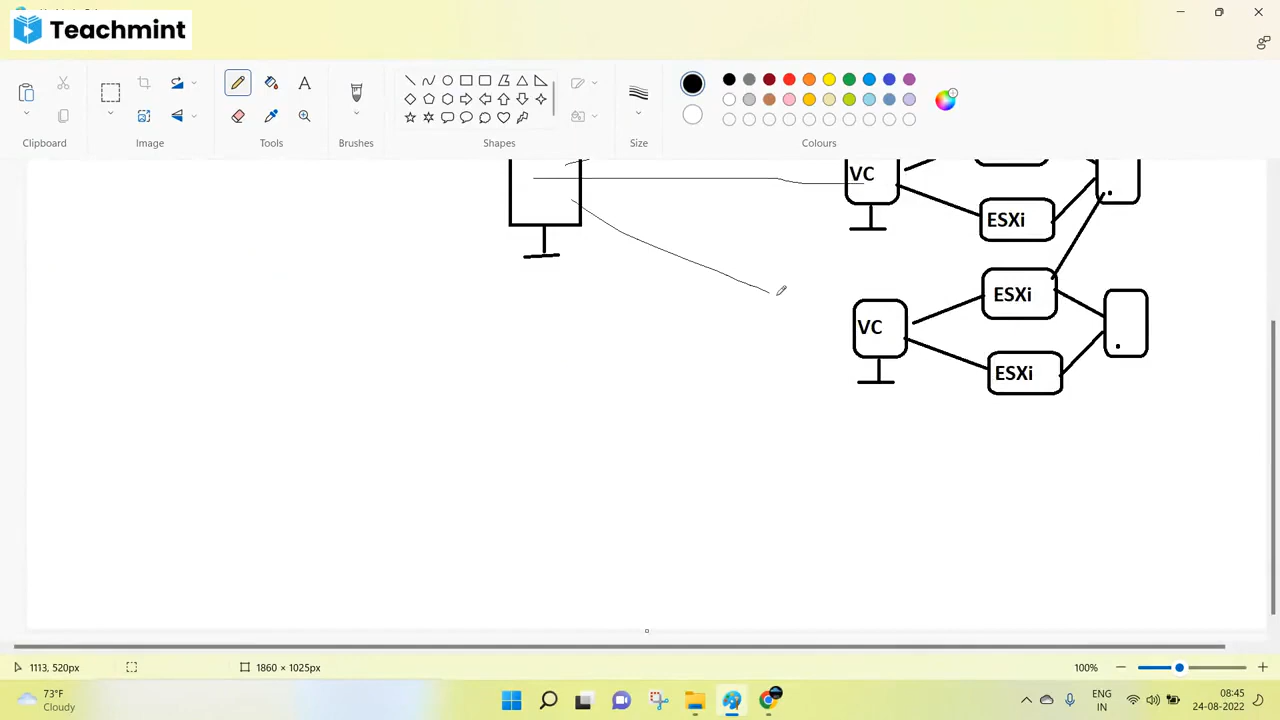 Teachmint
Clipboard
Image
Tools
Brushes
Shapes
Size
Colours
VC
ESXi
ESXi
VC
ESXi
1113, 520px
1860 × 1025px
100%
73°F
Cloudy
ENG
IN
08:45
24-08-2022